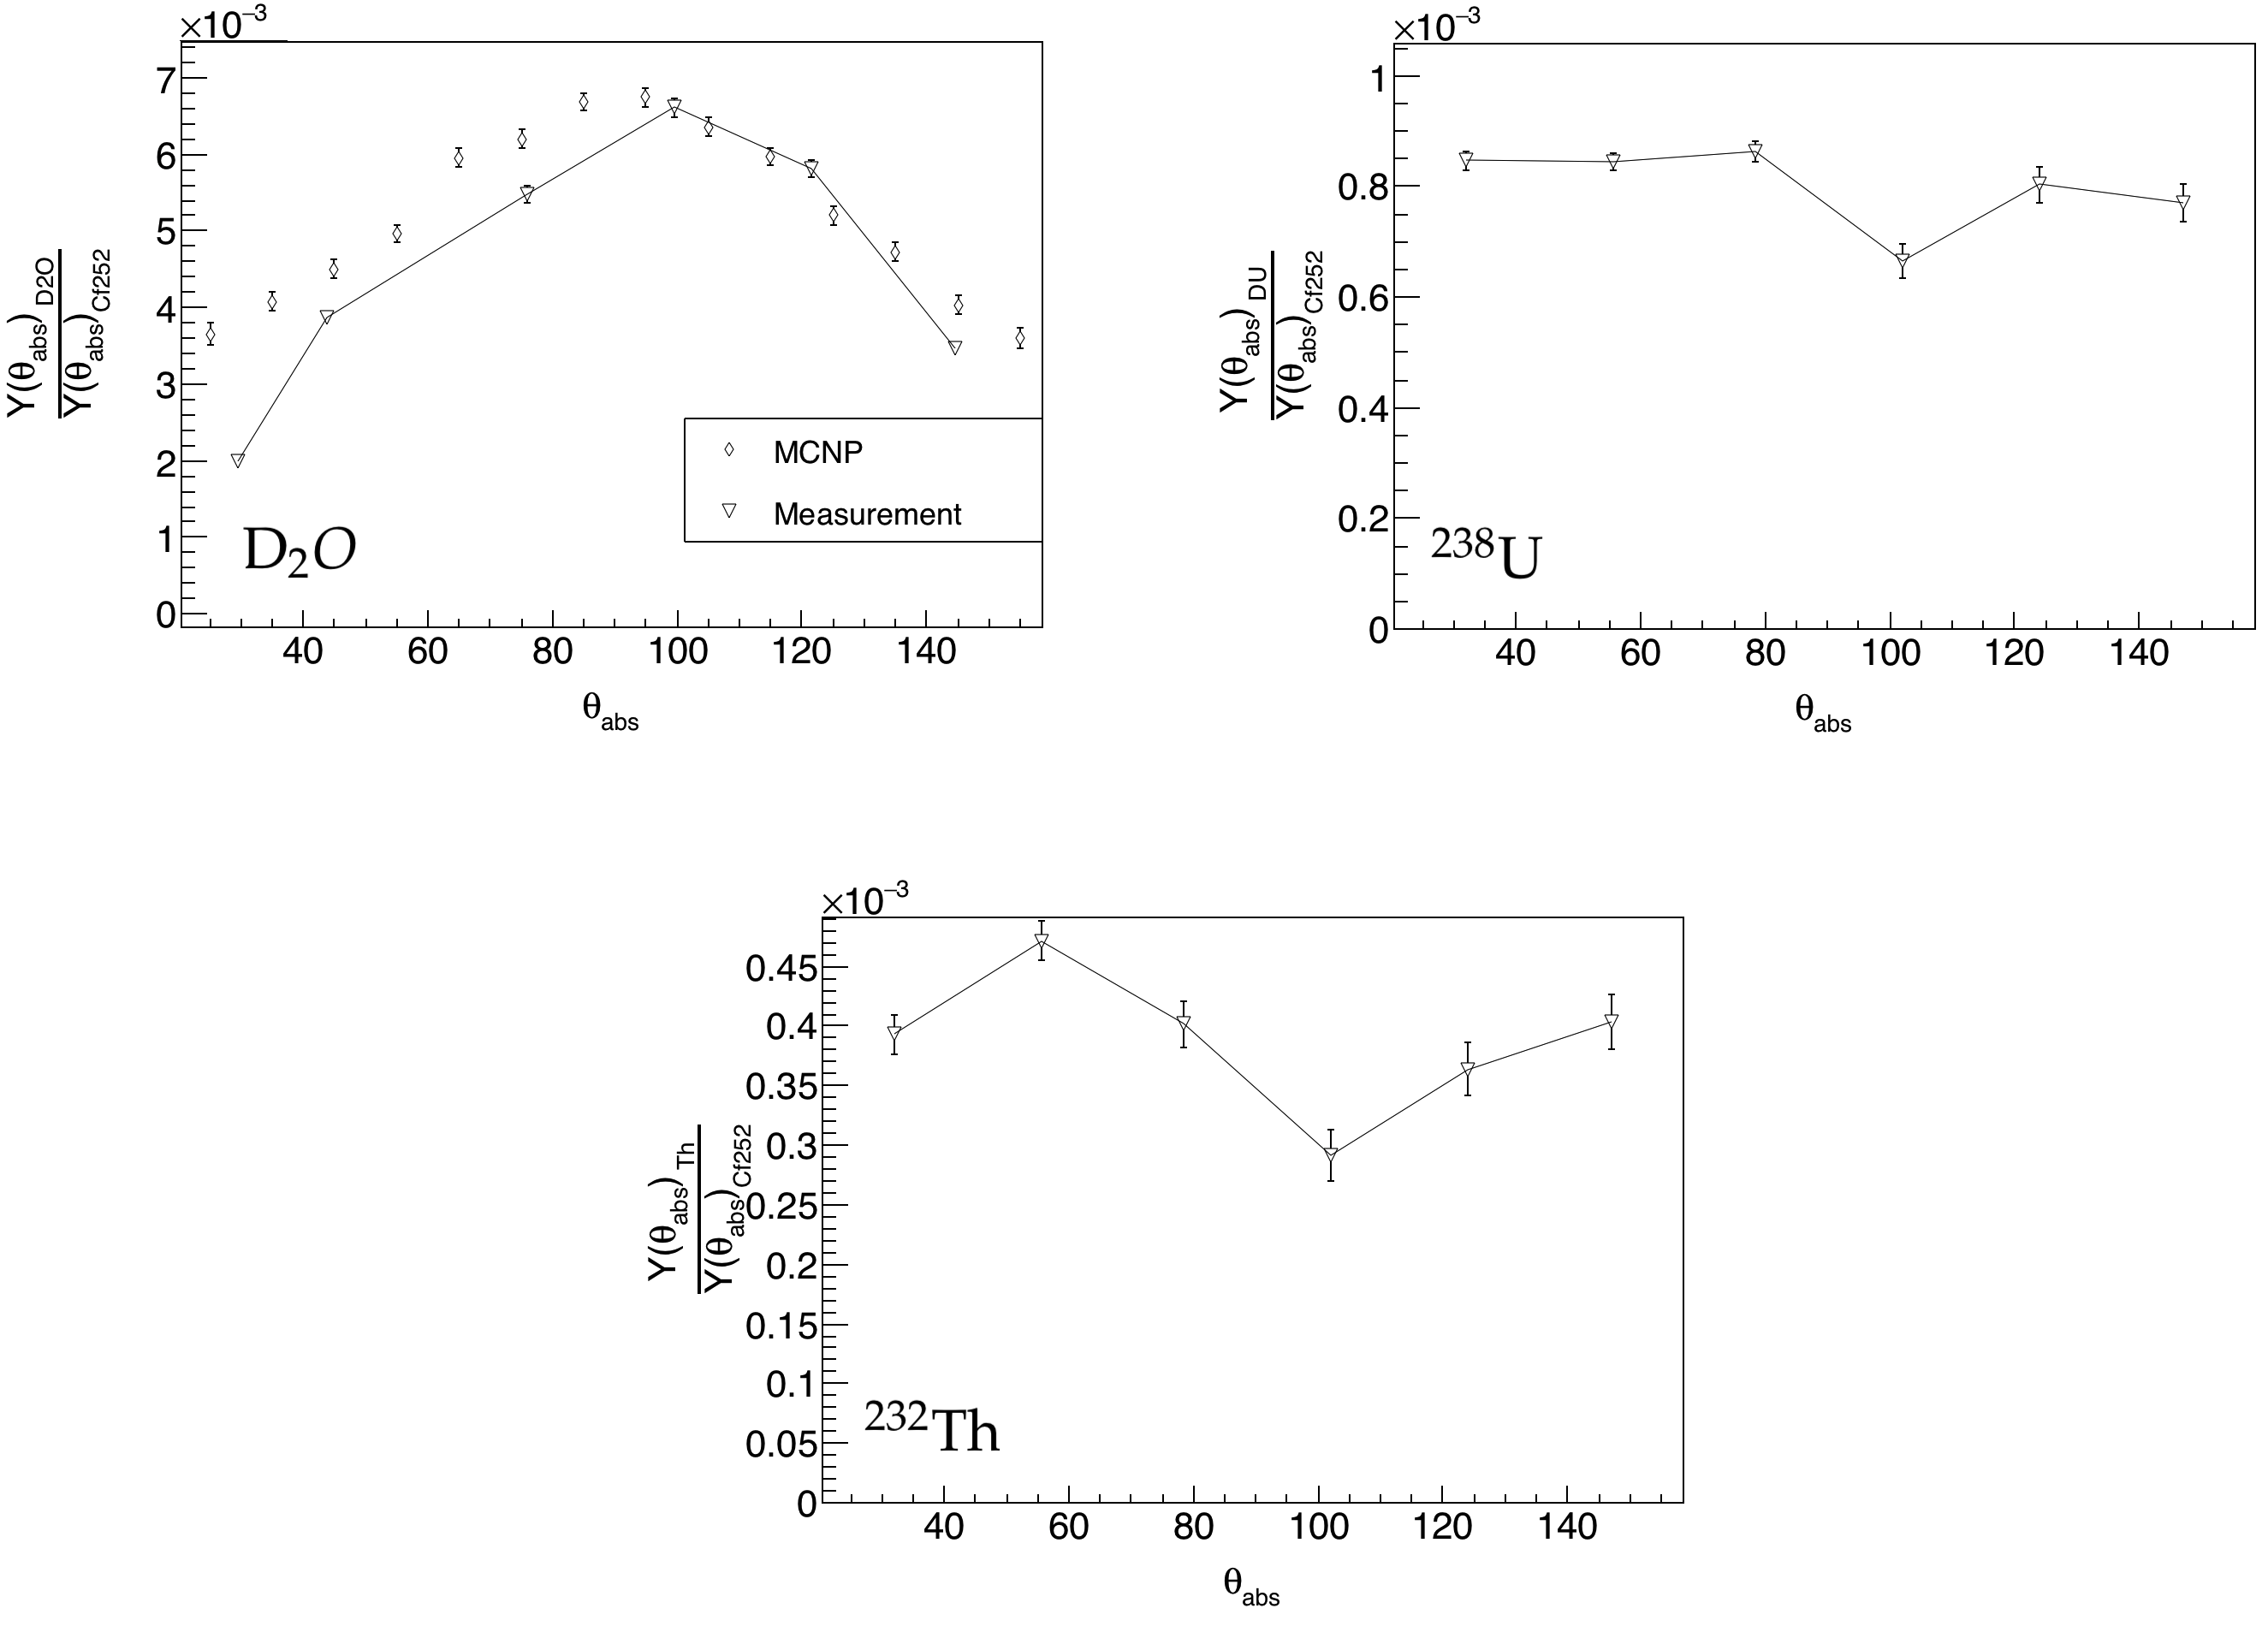 ×10⁻³
7
6
5
4
3
2
1
0
Y(θabs)D2O
Y(θabs)Cf252
MCNP
Measurement
D₂O
40 60 80 100 120 140
θabs
×10⁻³
1
0.8
0.6
0.4
0.2
0
Y(θabs)DU
Y(θabs)Cf252
²³⁸U
40 60 80 100 120 140
θabs
×10⁻³
0.45
0.4
0.35
0.3
0.25
0.2
0.15
0.1
0.05
0
Y(θabs)Th
Y(θabs)Cf252
²³²Th
40 60 80 100 120 140
θabs